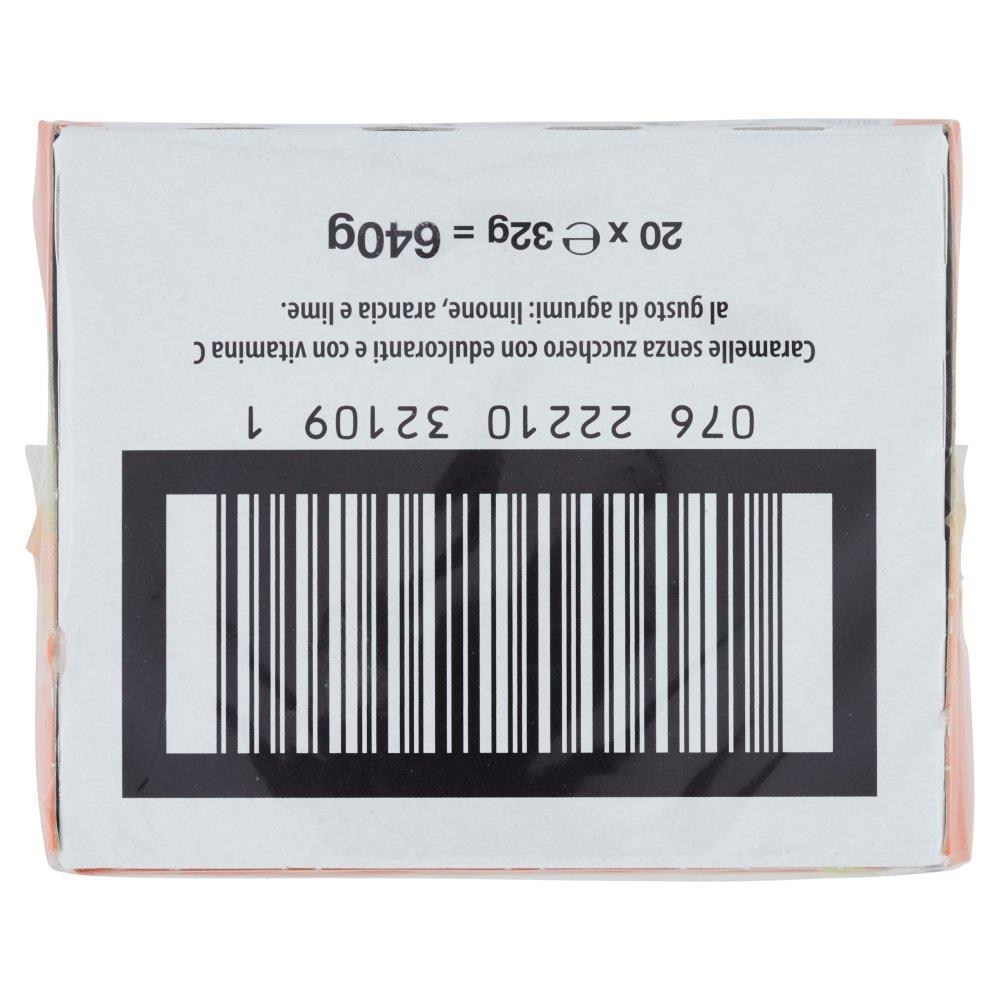 076 22210 32109 1
Caramelle senza zucchero con edulcoranti e con vitamina C
al gusto di agrumi: limone, arancia e lime.
20 x ℮ 32g = 640g